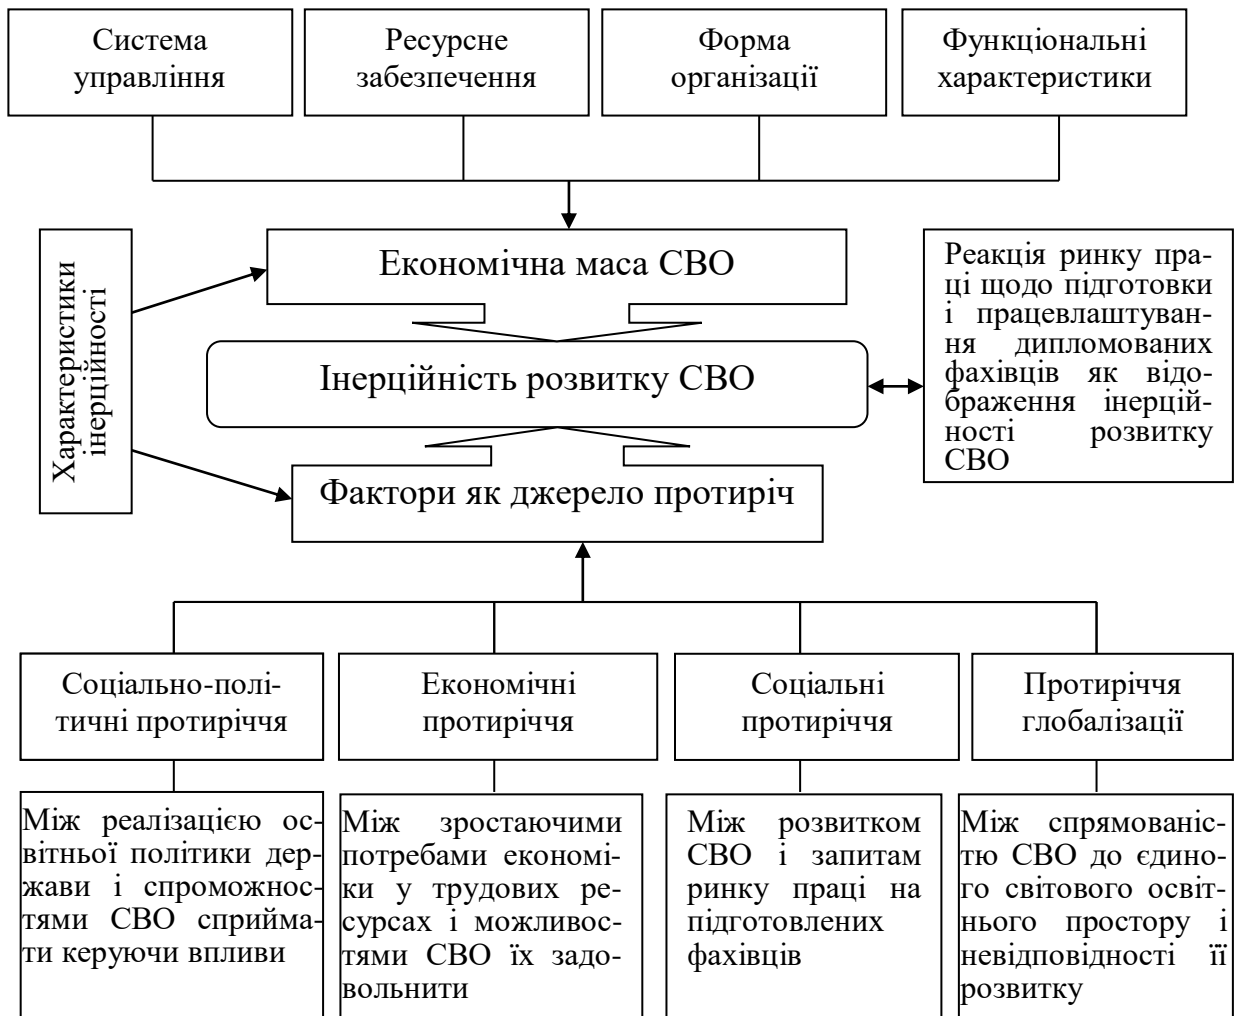 Система
управління
Ресурсне
забезпечення
Форма
організації
Функціональні
характеристики
Характеристики
інерційності
Економічна маса СВО
Інерційність розвитку СВО
Фактори як джерело протиріч
Реакція ринку пра-
ці щодо підготовки
і працевлаштуван-
ня дипломованих
фахівців як відо-
браження інерцій-
ності розвитку
СВО
Соціально-полі-
тичні протиріччя
Економічні
протиріччя
Соціальні
протиріччя
Протиріччя
глобалізації
Між реалізацією ос-
вітньої політики дер-
жави і спроможнос-
тями СВО сприйма-
ти керуючи впливи
Між зростаючими
потребами економі-
ки у трудових ре-
сурсах і можливос-
тями СВО їх задо-
вольнити
Між розвитком
СВО і запитам
ринку праці на
підготовлених
фахівців
Між спрямованіс-
тю СВО до єдино-
го світового освіт-
нього простору і
невідповідності її
розвитку